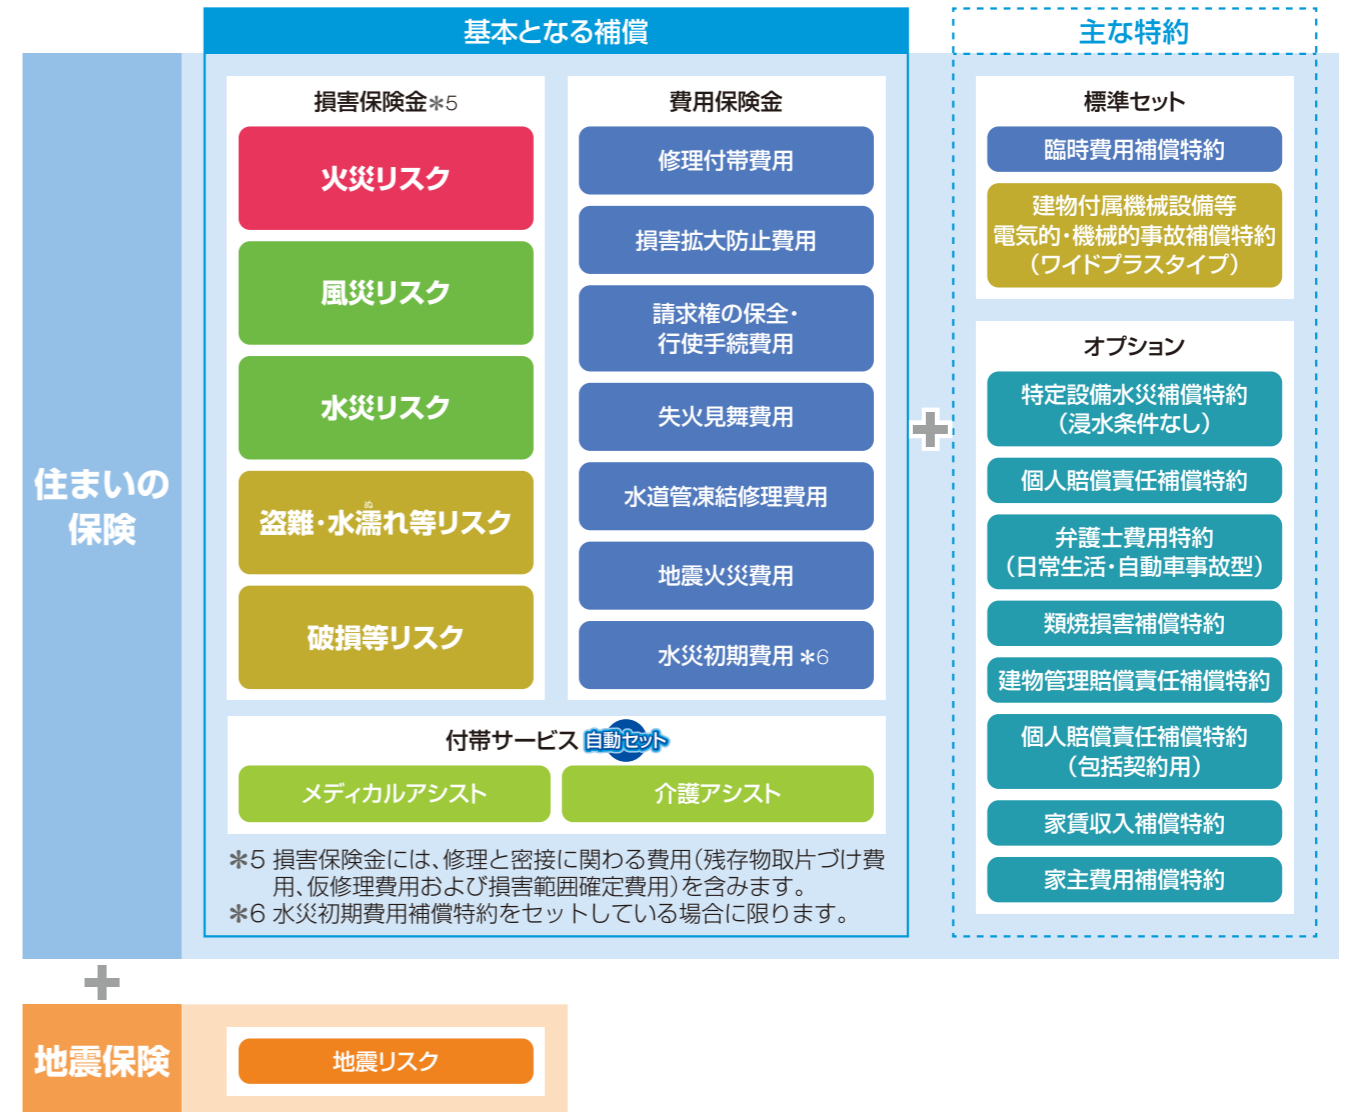 基本となる補償
主な特約
住まいの
保険
損害保険金＊5
火災リスク
風災リスク
水災リスク
ぬ
盗難・水濡れ等リスク
破損等リスク
費用保険金
修理付帯費用
損害拡大防止費用
請求権の保全・
行使手続費用
失火見舞費用
水道管凍結修理費用
地震火災費用
水災初期費用＊6
付帯サービス 自動セット
メディカルアシスト
介護アシスト
＊5 損害保険金には、修理と密接に関わる費用（残存物取片づけ費
用、仮修理費用および損害範囲確定費用）を含みます。
＊6 水災初期費用補償特約をセットしている場合に限ります。
+
標準セット
臨時費用補償特約
建物付属機械設備等
電気的・機械的事故補償特約
（ワイドプラスタイプ）
オプション
特定設備水災補償特約
（浸水条件なし）
個人賠償責任補償特約
弁護士費用特約
（日常生活・自動車事故型）
類焼損害補償特約
建物管理賠償責任補償特約
個人賠償責任補償特約
（包括契約用）
家賃収入補償特約
家主費用補償特約
+
地震保険
地震リスク